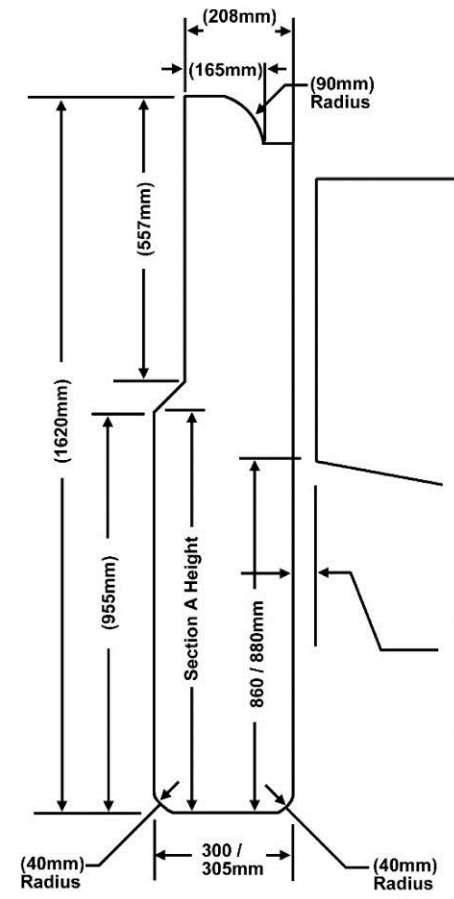 (208mm)
(165mm)
(90mm)
Radius
(557mm)
(1620mm)
(955mm)
Section A Height
860 / 880mm
300 /
305mm
(40mm)
Radius
(40mm)
Radius